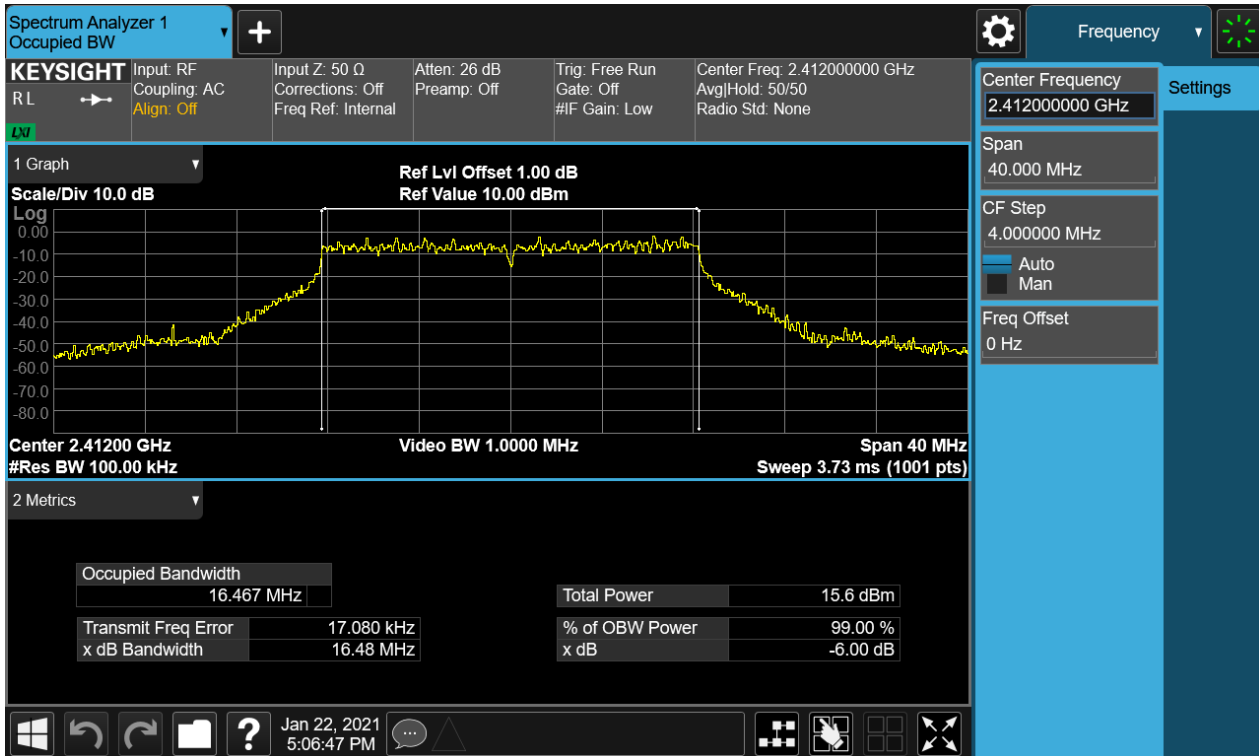 Spectrum Analyzer 1
Occupied BW
+
Frequency
KEYSIGHT
R L
LXI
Input: RF
Coupling: AC
Align: Off
Input Z: 50 Ω
Corrections: Off
Freq Ref: Internal
Atten: 26 dB
Preamp: Off
Trig: Free Run
Gate: Off
#IF Gain: Low
Center Freq: 2.412000000 GHz
Avg|Hold: 50/50
Radio Std: None
Center Frequency
2.412000000 GHz
Settings
Span
40.000 MHz
CF Step
4.000000 MHz
Auto
Man
Freq Offset
0 Hz
1 Graph
Scale/Div 10.0 dB
Ref Lvl Offset 1.00 dB
Ref Value 10.00 dBm
Log
0.00
-10.0
-20.0
-30.0
-40.0
-50.0
-60.0
-70.0
-80.0
Center 2.41200 GHz
Video BW 1.0000 MHz
Span 40 MHz
#Res BW 100.00 kHz
Sweep 3.73 ms (1001 pts)
2 Metrics
Occupied Bandwidth
16.467 MHz
Total Power 15.6 dBm
Transmit Freq Error 17.080 kHz
% of OBW Power 99.00 %
x dB Bandwidth 16.48 MHz
x dB -6.00 dB
?
Jan 22, 2021
5:06:47 PM